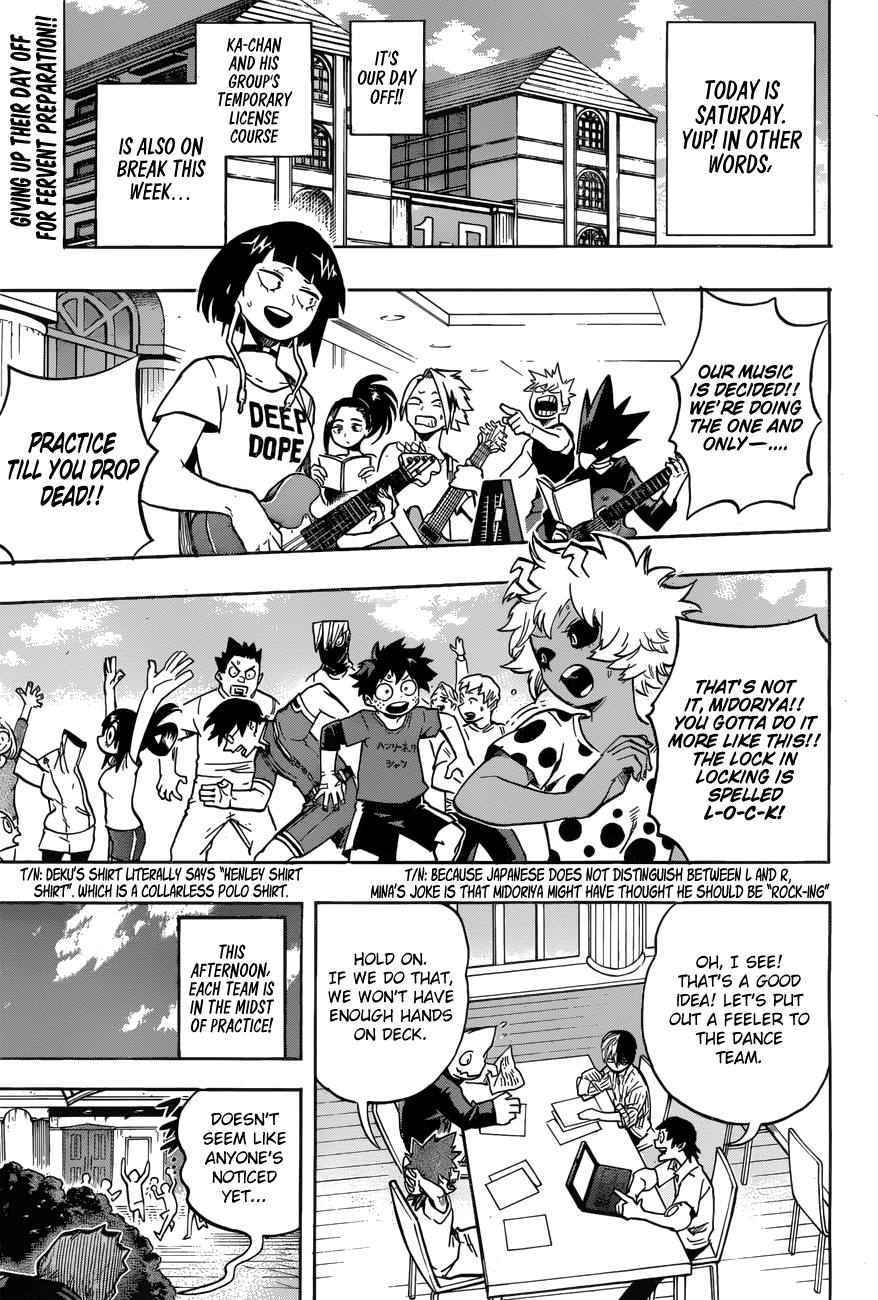 GIVING UP THEIR DAY OFF
FOR FERVENT PREPARATION!!
TODAY IS
SATURDAY.
YUP! IN OTHER
WORDS,
IT'S
OUR DAY
OFF!!
KA-CHAN
AND HIS
GROUP'S
TEMPORARY
LICENSE
COURSE
IS ALSO ON
BREAK THIS
WEEK...
OUR MUSIC
IS DECIDED!!
WE'RE DOING
THE ONE AND
ONLY—....
DEEP
DOPE
PRACTICE
TILL YOU DROP
DEAD!!
THAT'S NOT
IT, MIDORIYA!!
YOU GOTTA DO IT
MORE LIKE THIS!!
THE LOCK IN
LOCKING IS
SPELLED
L-O-C-K!
ヘンリーネック
シャツ
T/N: DEKU'S SHIRT LITERALLY SAYS "HENLEY SHIRT
SHIRT". WHICH IS A COLLARLESS POLO SHIRT.
T/N: BECAUSE JAPANESE DOES NOT DISTINGUISH BETWEEN L AND R,
MINA'S JOKE IS THAT MIDORIYA MIGHT HAVE THOUGHT HE SHOULD BE "ROCK-ING"
OH, I SEE!
THAT'S A GOOD
IDEA! LET'S PUT
OUT A FEELER TO
THE DANCE
TEAM.
HOLD ON.
IF WE DO THAT,
WE WON'T HAVE
ENOUGH HANDS
ON DECK.
THIS
AFTERNOON,
EACH TEAM IS
IN THE MIDST
OF PRACTICE!
DOESN'T
SEEM LIKE
ANYONE'S
NOTICED
YET...